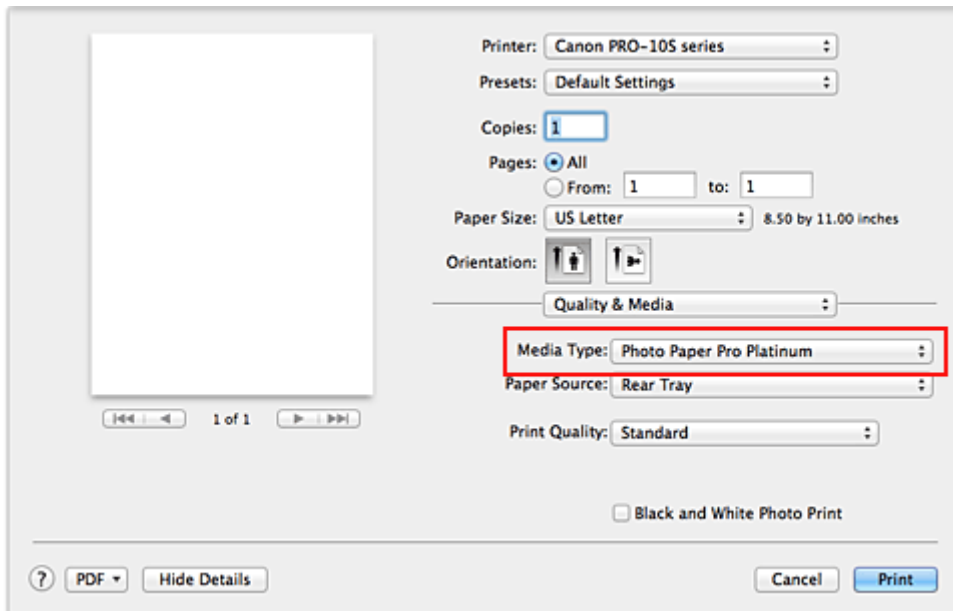 Printer: Canon PRO-10S series
Presets: Default Settings
Copies: 1
Pages: All
From: 1 to: 1
Paper Size: US Letter 8.50 by 11.00 inches
Orientation:
Quality & Media
Media Type: Photo Paper Pro Platinum
Paper Source: Rear Tray
1 of 1
Print Quality: Standard
Black and White Photo Print
? PDF Hide Details Cancel Print